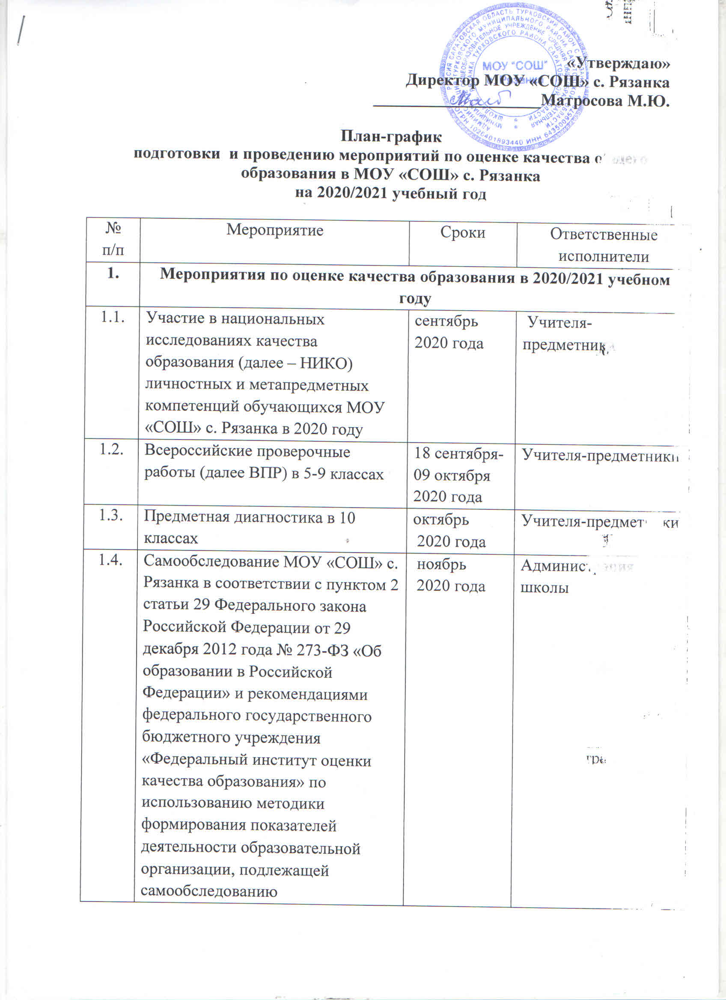 МОУ "СОШ"
с. Рязанка
«Утверждаю»
Директор МОУ «СОШ» с. Рязанка
Матросова М.Ю.
План-график
подготовки и проведению мероприятий по оценке качества
образования в МОУ «СОШ» с. Рязанка
на 2020/2021 учебный год
№ Мероприятие Сроки Ответственные
п/п исполнители
1. Мероприятия по оценке качества образования в 2020/2021 учебном
году
1.1. Участие в национальных сентябрь Учителя-
исследованиях качества 2020 года предметник
образования (далее – НИКО)
личностных и метапредметных
компетенций обучающихся МОУ
«СОШ» с. Рязанка в 2020 году
1.2. Всероссийские проверочные 18 сентября- Учителя-предметники
работы (далее ВПР) в 5-9 классах 09 октября
2020 года
1.3. Предметная диагностика в 10 октябрь Учителя-предмет ки
классах 2020 года
1.4. Самообследование МОУ «СОШ» с. ноябрь Админис
Рязанка в соответствии с пунктом 2 2020 года школы
статьи 29 Федерального закона
Российской Федерации от 29
декабря 2012 года № 273-ФЗ «Об
образовании в Российской
Федерации» и рекомендациями
федерального государственного
бюджетного учреждения
«Федеральный институт оценки
качества образования» по
использованию методики
формирования показателей
деятельности образовательной
организации, подлежащей
самообследованию